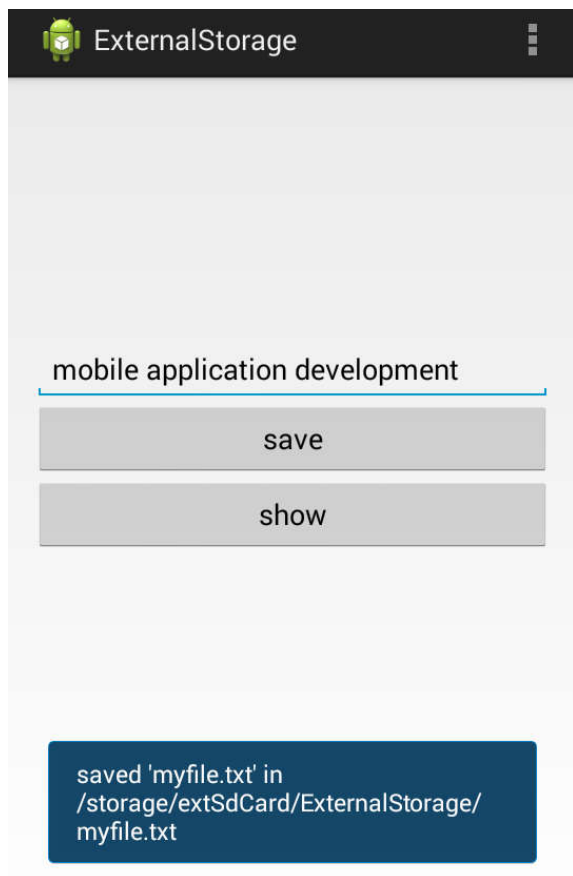 ExternalStorage
mobile application development
save
show
saved 'myfile.txt' in
/storage/extSdCard/ExternalStorage/
myfile.txt